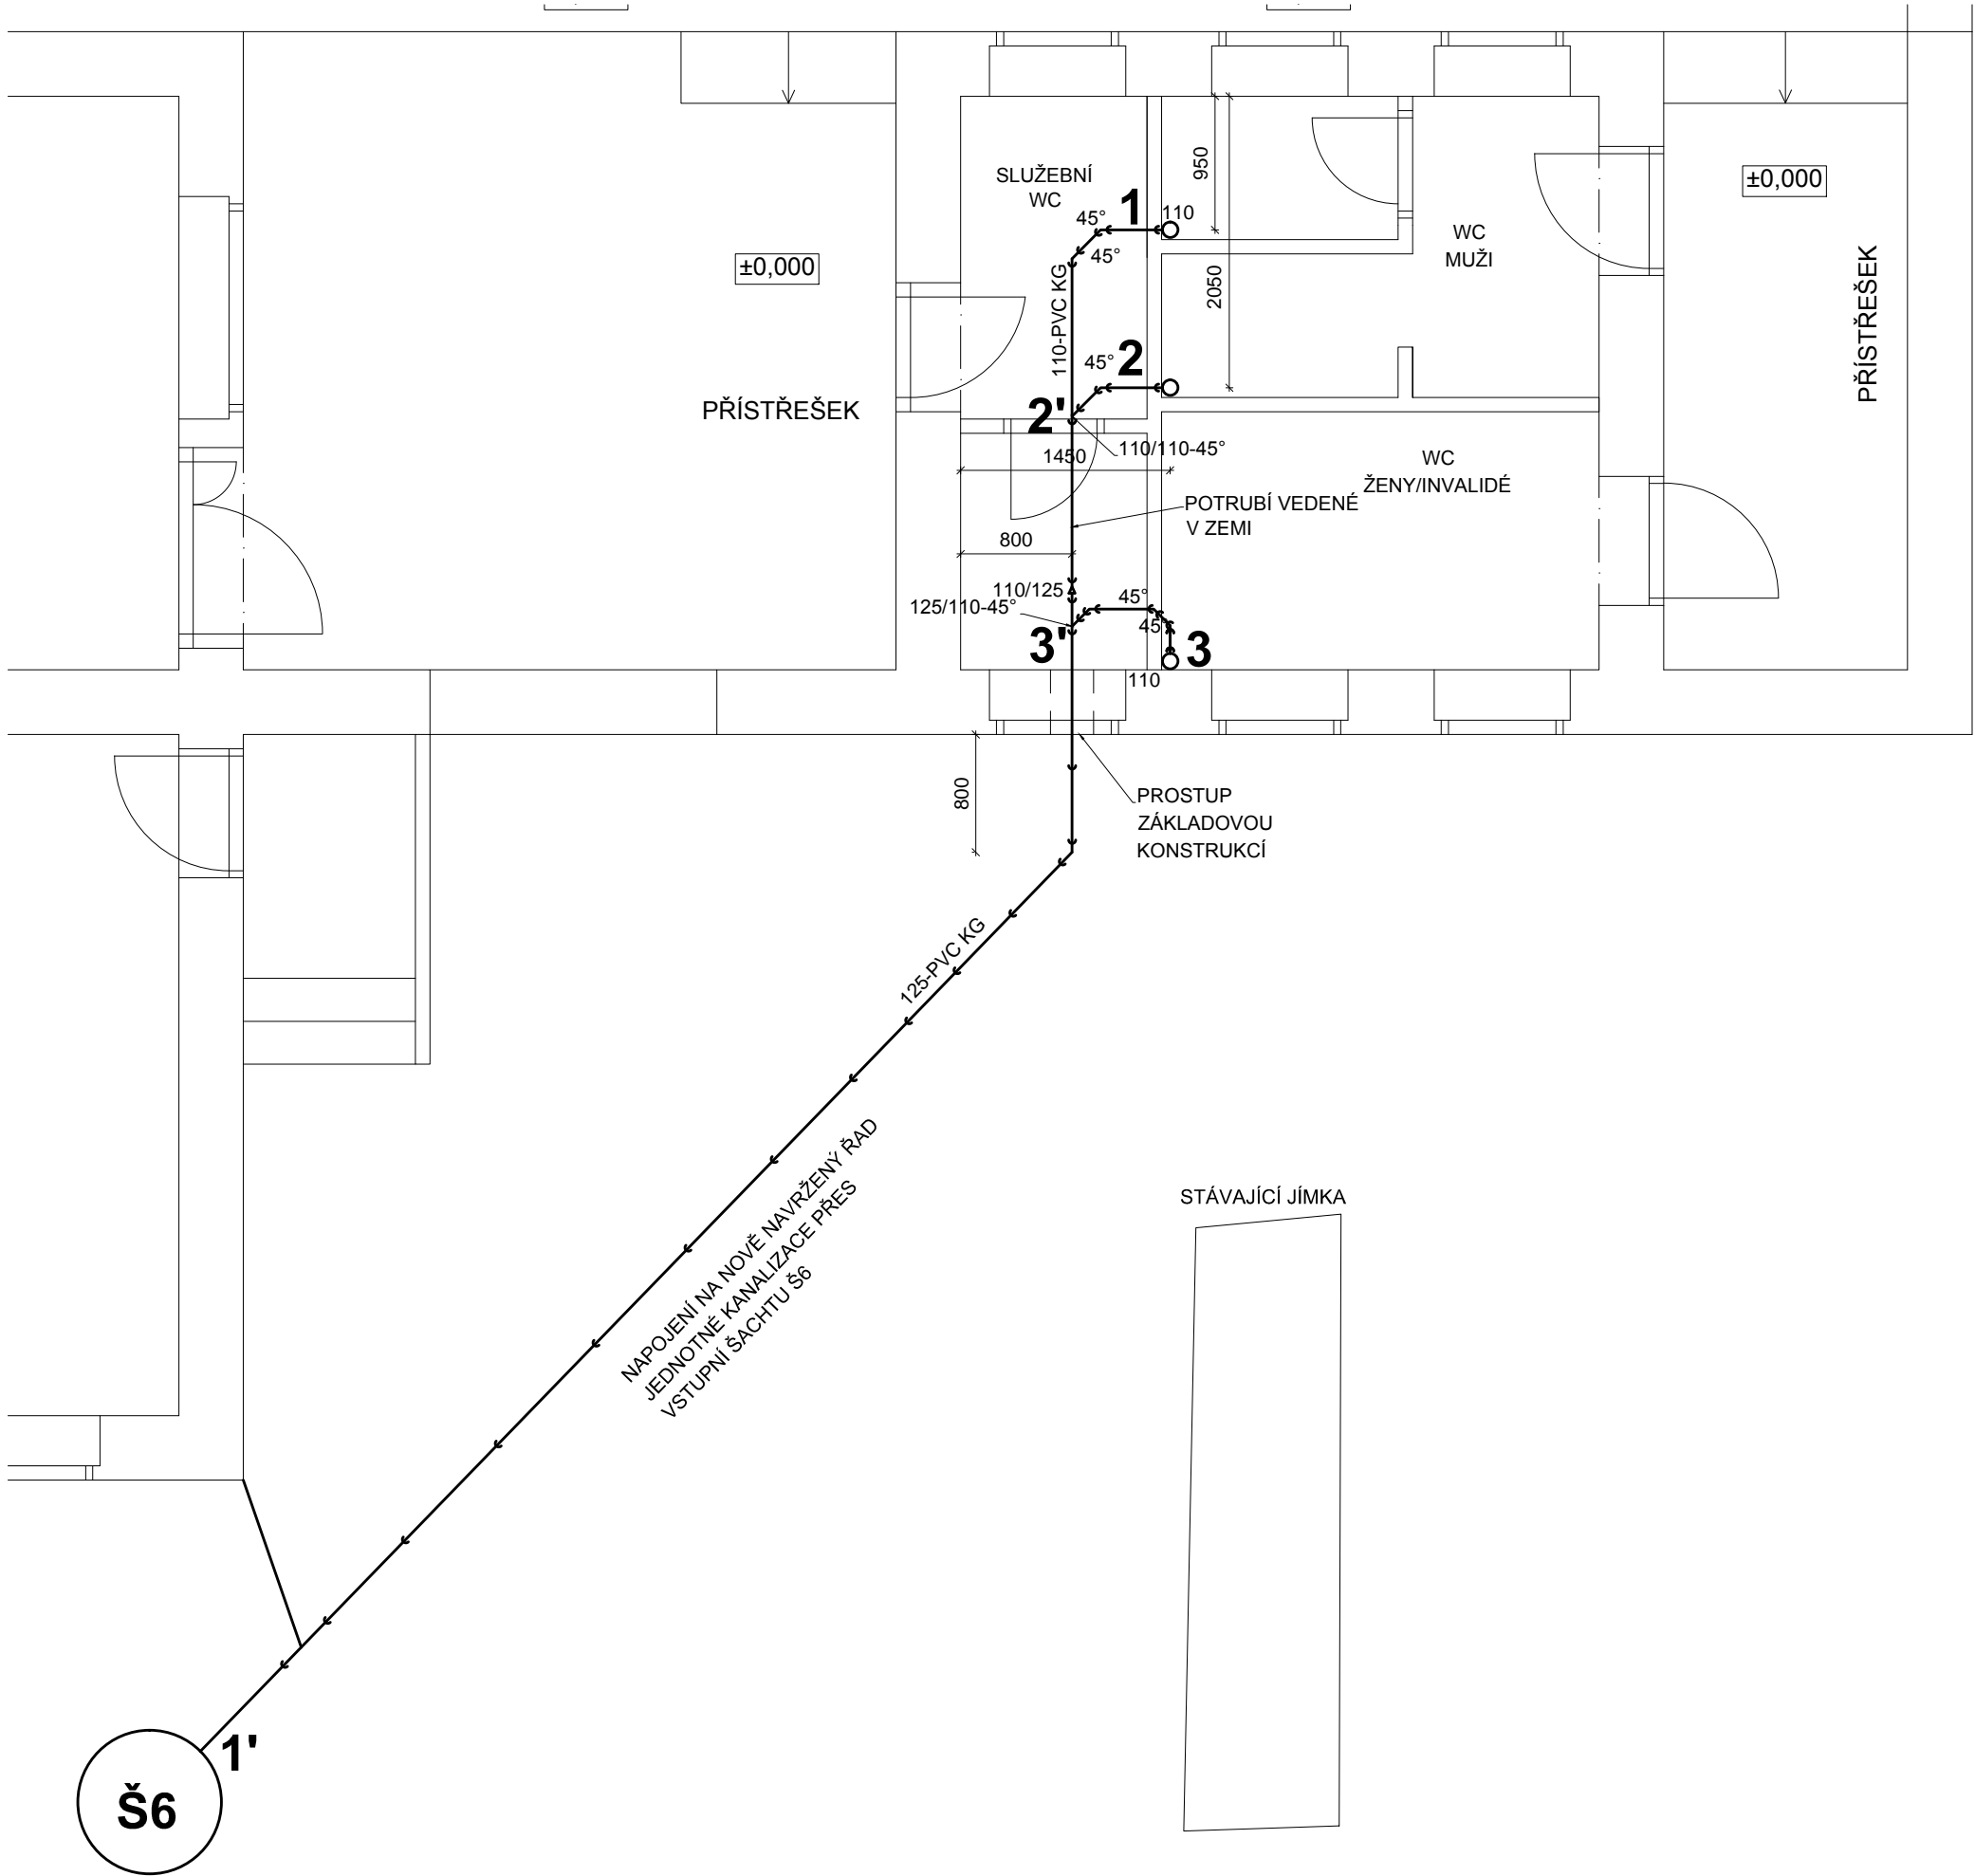 SLUŽEBNÍ
WC
950
±0,000
45°
1
110
45°
WC
MUŽI
±0,000
110-PVC KG
2050
PŘÍSTŘEŠEK
45°
2
PŘÍSTŘEŠEK
2'
110/110-45°
1450
WC
ŽENY/INVALIDÉ
POTRUBÍ VEDENÉ
V ZEMI
800
110/125
45°
125/110-45°
45°
3'
3
110
800
PROSTUP
ZÁKLADOVOU
KONSTRUKCÍ
125-PVC KG
NAPOJENÍ NA NOVĚ NAVRŽENÝ ŘAD
JEDNOTNÉ KANALIZACE PŘES
VSTUPNÍ ŠACHTU Š6
STÁVAJÍCÍ JÍMKA
1'
Š6